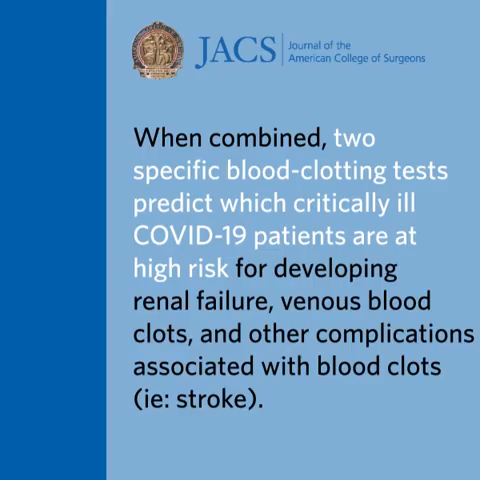 JACS
Journal of the
American College of Surgeons
When combined, two
specific blood-clotting tests
predict which critically ill
COVID-19 patients are at
high risk for developing
renal failure, venous blood
clots, and other complications
associated with blood clots
(ie: stroke).